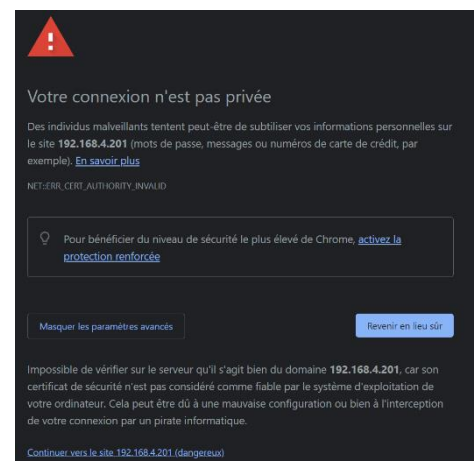 Votre connexion n'est pas privée
Des individus malveillants tentent peut-être de subtiliser vos informations personnelles sur
le site 192.168.4.201 (mots de passe, messages ou numéros de carte de crédit, par
exemple). En savoir plus
NET::ERR_CERT_AUTHORITY_INVALID
Pour bénéficier du niveau de sécurité le plus élevé de Chrome, activez la
protection renforcée
Masquer les paramètres avancés
Revenir en lieu sûr
Impossible de vérifier sur le serveur qu'il s'agit bien du domaine 192.168.4.201, car son
certificat de sécurité n'est pas considéré comme fiable par le système d'exploitation de
votre ordinateur. Cela peut être dû à une mauvaise configuration ou bien à l'interception
de votre connexion par un pirate informatique.
Continuer vers le site 192.168.4.201 (dangereux)